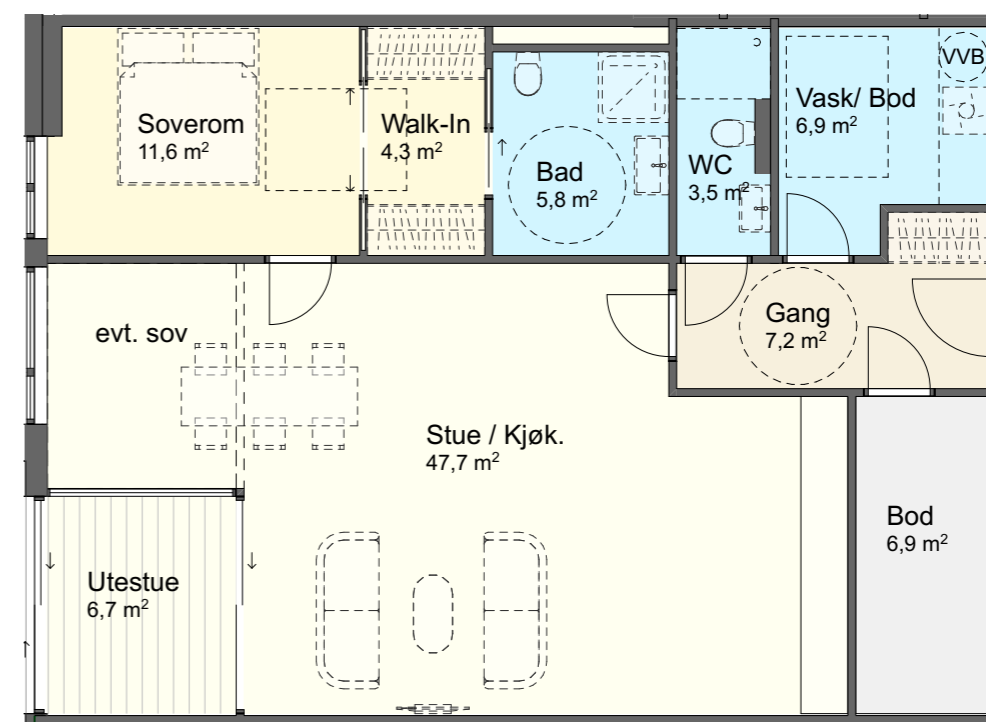 Soverom
11,6 m²
Walk-In
4,3 m²
Bad
5,8 m²
WC
3,5 m²
Vask/ Bod
6,9 m²
VVB
Gang
7,2 m²
evt. sov
Stue / Kjøk.
47,7 m²
Bod
6,9 m²
Utestue
6,7 m²